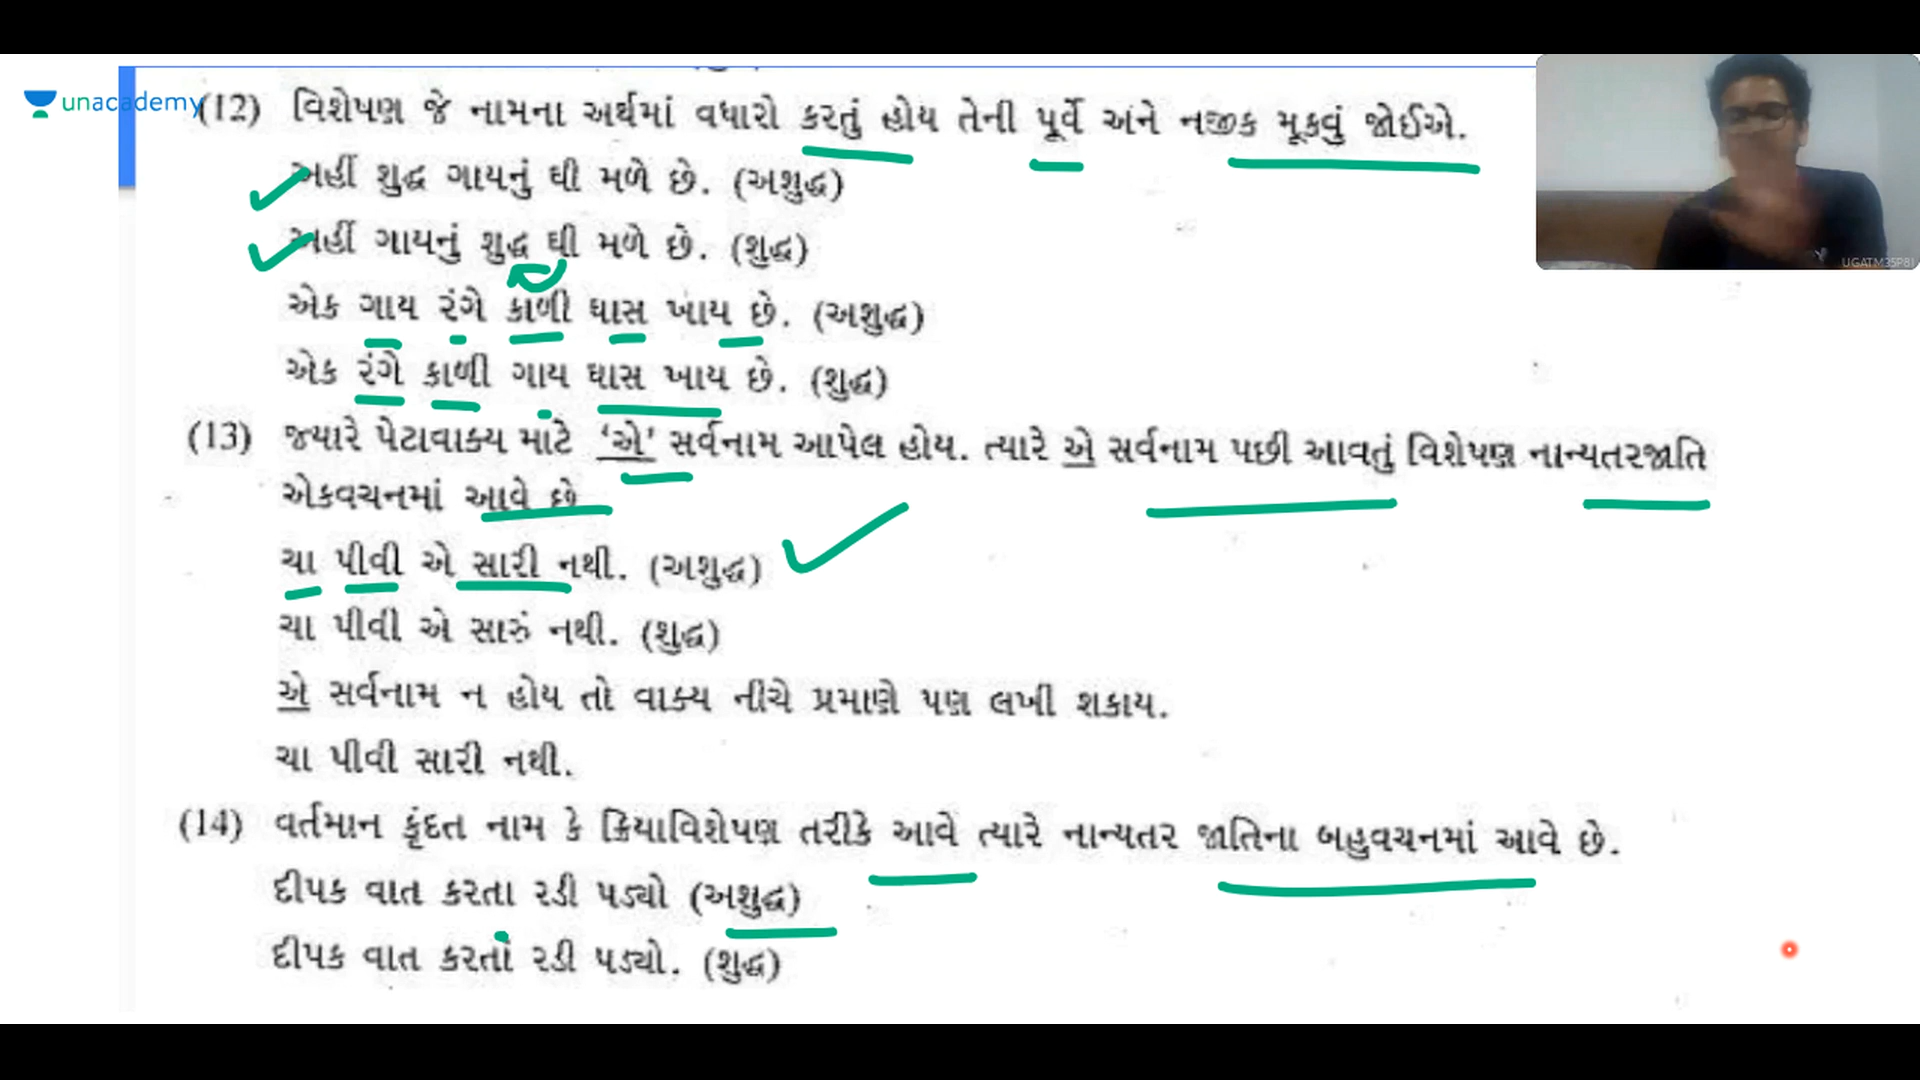 unacademy
(12) વિશેષણ જે નામના અર્થમાં વધારો કરતું હોય તેની પૂર્વે અને નજીક મૂકવું જોઈએ.
અહીં શુદ્ધ ગાયનું ઘી મળે છે. (અશુદ્ધ)
અહીં ગાયનું શુદ્ધ ઘી મળે છે. (શુદ્ધ)
એક ગાય રંગે કાળી ઘાસ ખાય છે. (અશુદ્ધ)
એક રંગે કાળી ગાય ઘાસ ખાય છે. (શુદ્ધ)
(13) જ્યારે પેટાવાક્ય માટે ‘એ’ સર્વનામ આપેલ હોય. ત્યારે એ સર્વનામ પછી આવતું વિશેષણ નાન્યતરજાતિ
એકવચનમાં આવે છે
ચા પીવી એ સારી નથી. (અશુદ્ધ)
ચા પીવી એ સારું નથી. (શુદ્ધ)
એ સર્વનામ ન હોય તો વાક્ય નીચે પ્રમાણે પણ લખી શકાય.
ચા પીવી સારી નથી.
(14) વર્તમાન કૃંદત નામ કે ક્રિયાવિશેષણ તરીકે આવે ત્યારે નાન્યતર જાતિના બહુવચનમાં આવે છે.
દીપક વાત કરતા રડી પડ્યો (અશુદ્ધ)
દીપક વાત કરતાં રડી પડ્યો. (શુદ્ધ)
UGATM35P8I